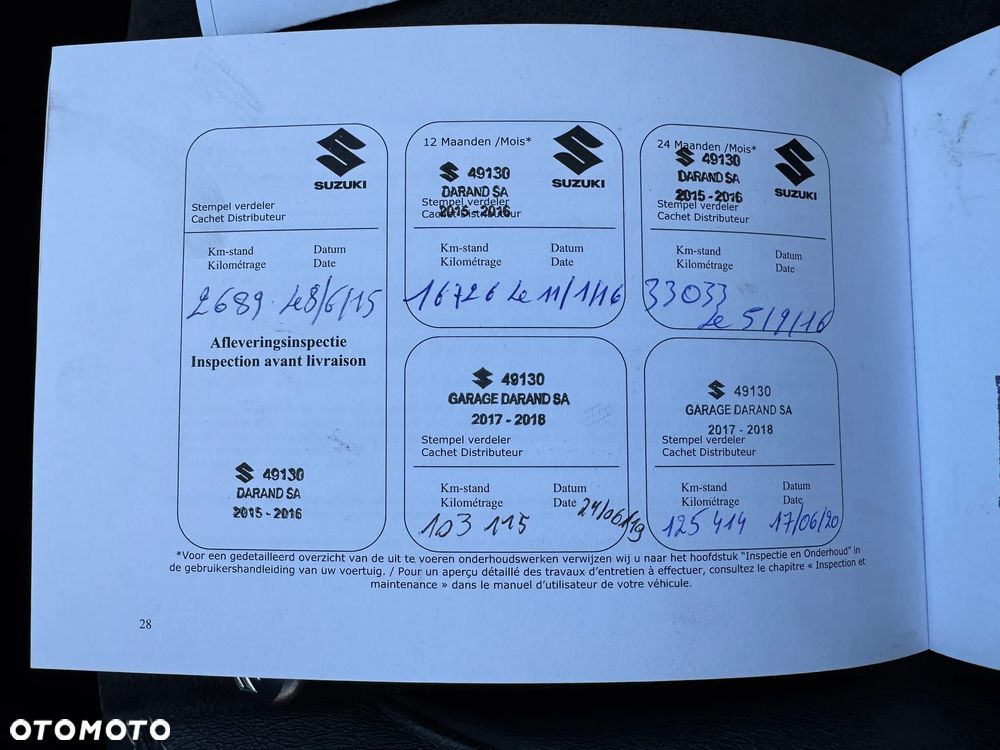 SUZUKI
Stempel verdeler
Cachet Distributeur
Km-stand Datum
Kilométrage Date
2689 le 8/6/15
Afleveringsinspectie
Inspection avant livraison
49130
DARAND SA
2015 - 2016
12 Maanden /Mois*
SUZUKI
49130
DARAND SA
Stempel verdeler
2015 - 2016
Cachet Distributeur
Km-stand Datum
Kilométrage Date
16726 le 11/1/16
24 Maanden /Mois*
SUZUKI
49130
DARAND SA
2015 - 2016
Stempel verdeler
Cachet Distributeur
Km-stand Datum
Kilométrage Date
33033
le 5/9/16
49130
GARAGE DARAND SA
2017 - 2018
Stempel verdeler
Cachet Distributeur
Km-stand Datum
Kilométrage Date
103 115 24/06/19
49130
GARAGE DARAND SA
2017 - 2018
Stempel verdeler
Cachet Distributeur
Km-stand Datum
Kilométrage Date
125 414 17/06/20
*Voor een gedetailleerd overzicht van de uit te voeren onderhoudswerken verwijzen wij u naar het hoofdstuk "Inspectie en Onderhoud" in
de gebruikershandleiding van uw voertuig. / Pour un aperçu détaillé des travaux d'entretien à effectuer, consultez le chapitre « Inspection et
maintenance » dans le manuel d'utilisateur de votre véhicule.
28
OTOMOTO